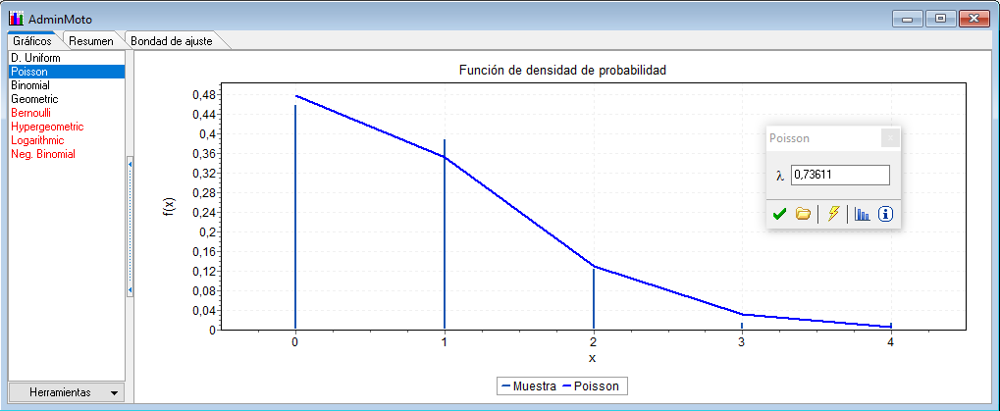 AdminMoto
Gráficos Resumen Bondad de ajuste
D. Uniform
Poisson
Binomial
Geometric
Bernoulli
Hypergeometric
Logarithmic
Neg. Binomial
Herramientas
Función de densidad de probabilidad
f(x)
0,48
0,44
0,4
0,36
0,32
0,28
0,24
0,2
0,16
0,12
0,08
0,04
0
0 1 2 3 4
x
Muestra Poisson
Poisson
λ 0,73611